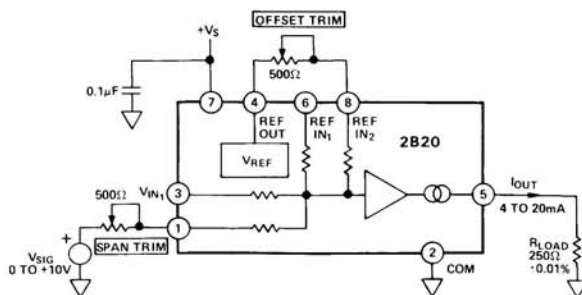 OFFSET TRIM
+VS
500Ω
0.1μF
7
4
6
8
REF OUT
REF IN1
REF IN2
2B20
VREF
500Ω
VIN1
3
5
IOUT
4 TO 20mA
1
SPAN TRIM
+
VSIG
0 TO +10V
2
COM
RLOAD
250Ω
±0.01%